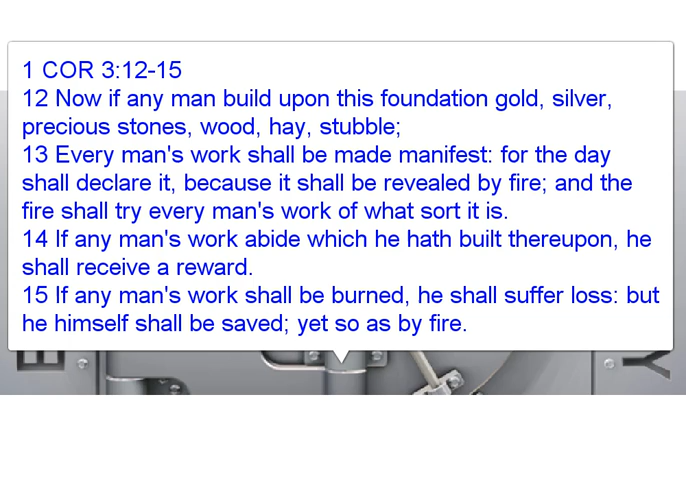 1 COR 3:12-15
12 Now if any man build upon this foundation gold, silver,
precious stones, wood, hay, stubble;
13 Every man's work shall be made manifest: for the day
shall declare it, because it shall be revealed by fire; and the
fire shall try every man's work of what sort it is.
14 If any man's work abide which he hath built thereupon, he
shall receive a reward.
15 If any man's work shall be burned, he shall suffer loss: but
he himself shall be saved; yet so as by fire.